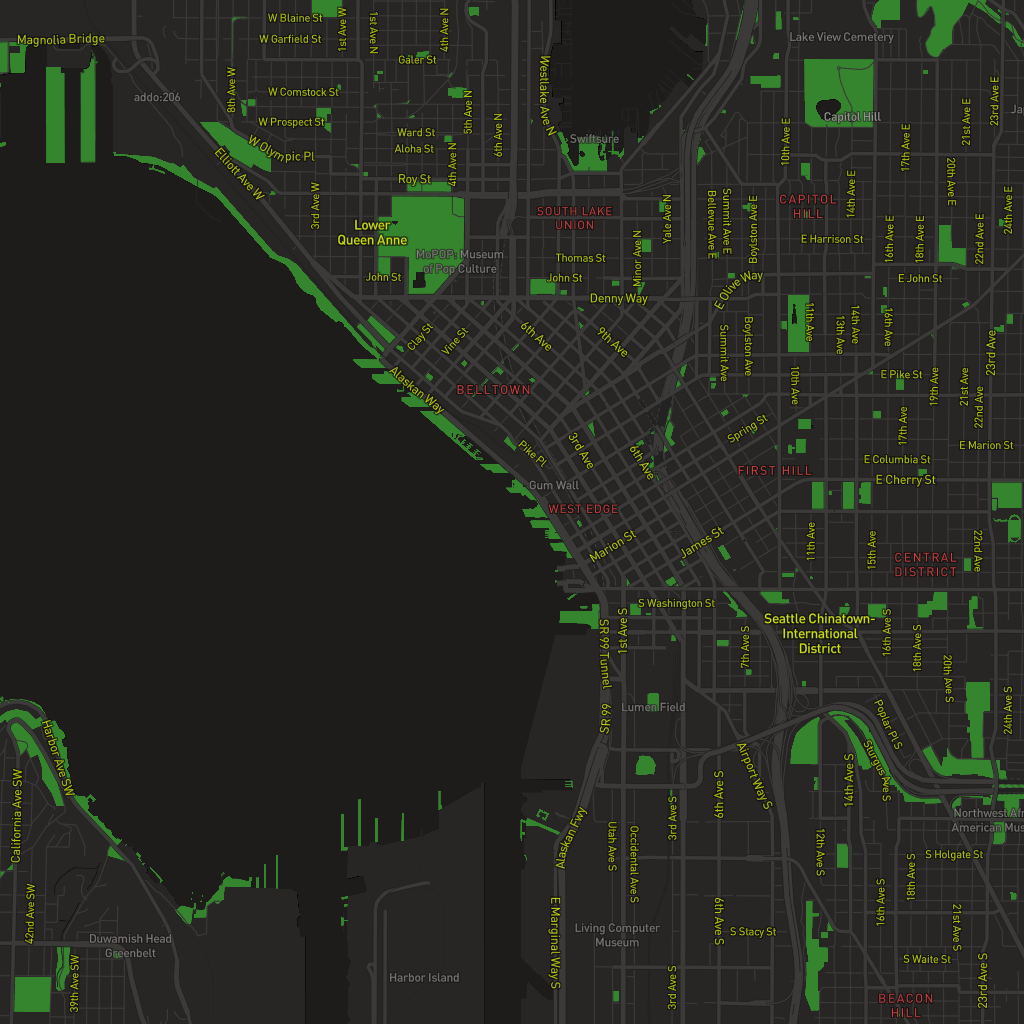 W Blaine St
1st Ave W
1st Ave N
4th Ave N
Magnolia Bridge
W Garfield St
Lake View Cemetery
Galer St
8th Ave W
Westlake Ave N
addo:206
W Comstock St
5th Ave N
6th Ave N
23rd Ave E
21st Ave E
Capitol Hill
W Prospect St
Ward St
Aloha St
Swiftsure
10th Ave E
17th Ave E
W Olympic Pl
4th Ave N
Elliott Ave W
Roy St
3rd Ave W
20th Ave E
14th Ave E
24th Ave E
SOUTH LAKE
UNION
Yale Ave N
Bellevue Ave E
Summit Ave E
Boylston Ave E
CAPITOL
HILL
Lower
Queen Anne
E Harrison St
16th Ave E
18th Ave E
22nd Ave E
MoPOP: Museum
of Pop Culture
Thomas St
Minor Ave N
John St
John St
E John St
Denny Way
E Olive Way
Clay St
Vine St
6th Ave
9th Ave
Summit Ave
Boylston Ave
11th Ave
13th Ave
14th Ave
16th Ave
23rd Ave
BELLTOWN
Alaskan Way
10th Ave
E Pike St
19th Ave
21st Ave
22nd Ave
17th Ave
Spring St
Pike Pl
3rd Ave
6th Ave
E Marion St
E Columbia St
FIRST HILL
E Cherry St
Gum Wall
WEST EDGE
Marion St
James St
11th Ave
15th Ave
22nd Ave
CENTRAL
DISTRICT
S Washington St
1st Ave S
SR 99 Tunnel
Seattle Chinatown-
International
District
7th Ave S
16th Ave S
18th Ave S
20th Ave S
24th Ave S
Lumen Field
SR 99
Poplar Pl S
Harbor Ave SW
Airport Way S
Sturgus Ave S
14th Ave S
California Ave SW
4th Ave S
3rd Ave S
Alaskan Fwy
Utah Ave S
Occidental Ave S
12th Ave S
S Holgate St
18th Ave S
16th Ave S
21st Ave S
42nd Ave SW
E Marginal Way S
6th Ave S
S Stacy St
Living Computer
Museum
Duwamish Head
Greenbelt
39th Ave SW
Harbor Island
3rd Ave S
S Waite St
23rd Ave S
BEACON
HILL